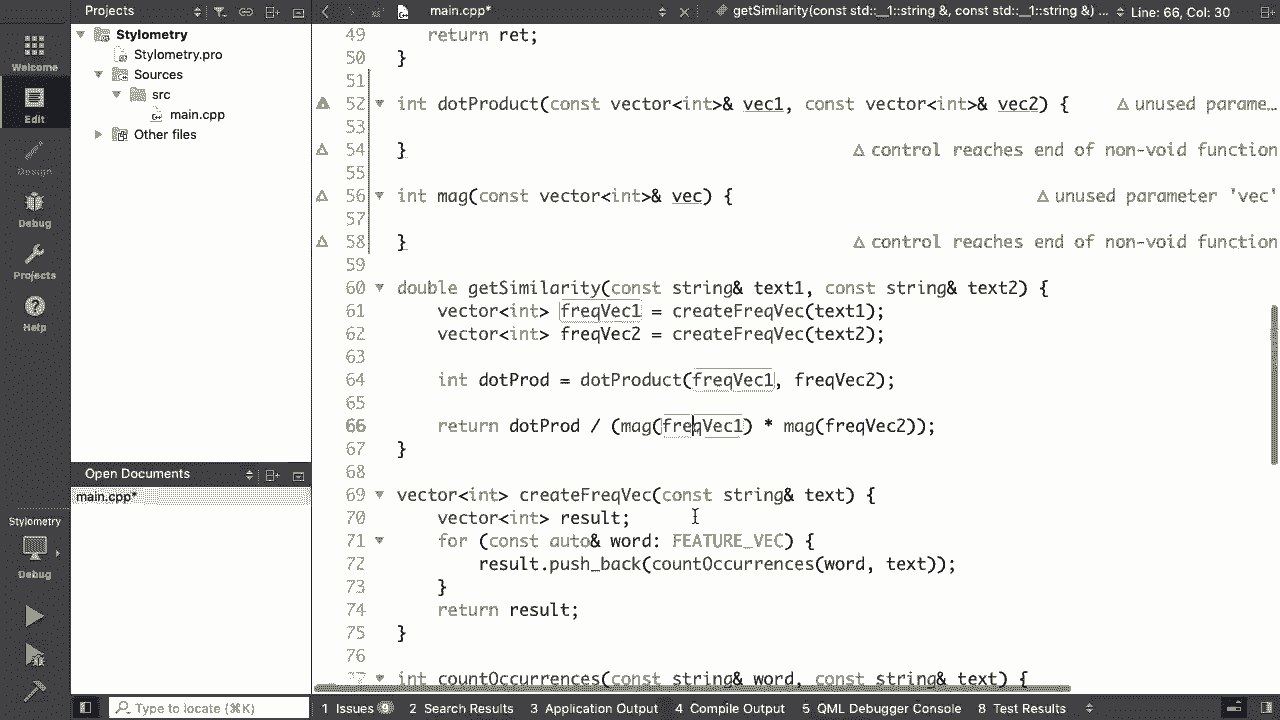 Projects
main.cpp*
getSimilarity(const std::__1::string &, const std::__1::string &) ...
Line: 66, Col: 30
Welcome
Edit
Design
Debug
Projects
Help
Stylometry
Stylometry.pro
Sources
src
main.cpp
Other files
Open Documents
main.cpp*
Stylometry
Debug
49 return ret;
50 }
51
52 int dotProduct(const vector<int>& vec1, const vector<int>& vec2) { unused parame...
53
54 } control reaches end of non-void function
55
56 int mag(const vector<int>& vec) { unused parameter 'vec'
57
58 } control reaches end of non-void function
59
60 double getSimilarity(const string& text1, const string& text2) {
61 vector<int> freqVec1 = createFreqVec(text1);
62 vector<int> freqVec2 = createFreqVec(text2);
63
64 int dotProd = dotProduct(freqVec1, freqVec2);
65
66 return dotProd / (mag(freqVec1) * mag(freqVec2));
67 }
68
69 vector<int> createFreqVec(const string& text) {
70 vector<int> result;
71 for (const auto& word: FEATURE_VEC) {
72 result.push_back(countOccurrences(word, text));
73 }
74 return result;
75 }
76
77 int countOccurrences(const string& word, const string& text) {
Type to locate (⌘K)
1 Issues 9
2 Search Results
3 Application Output
4 Compile Output
5 QML Debugger Console
8 Test Results